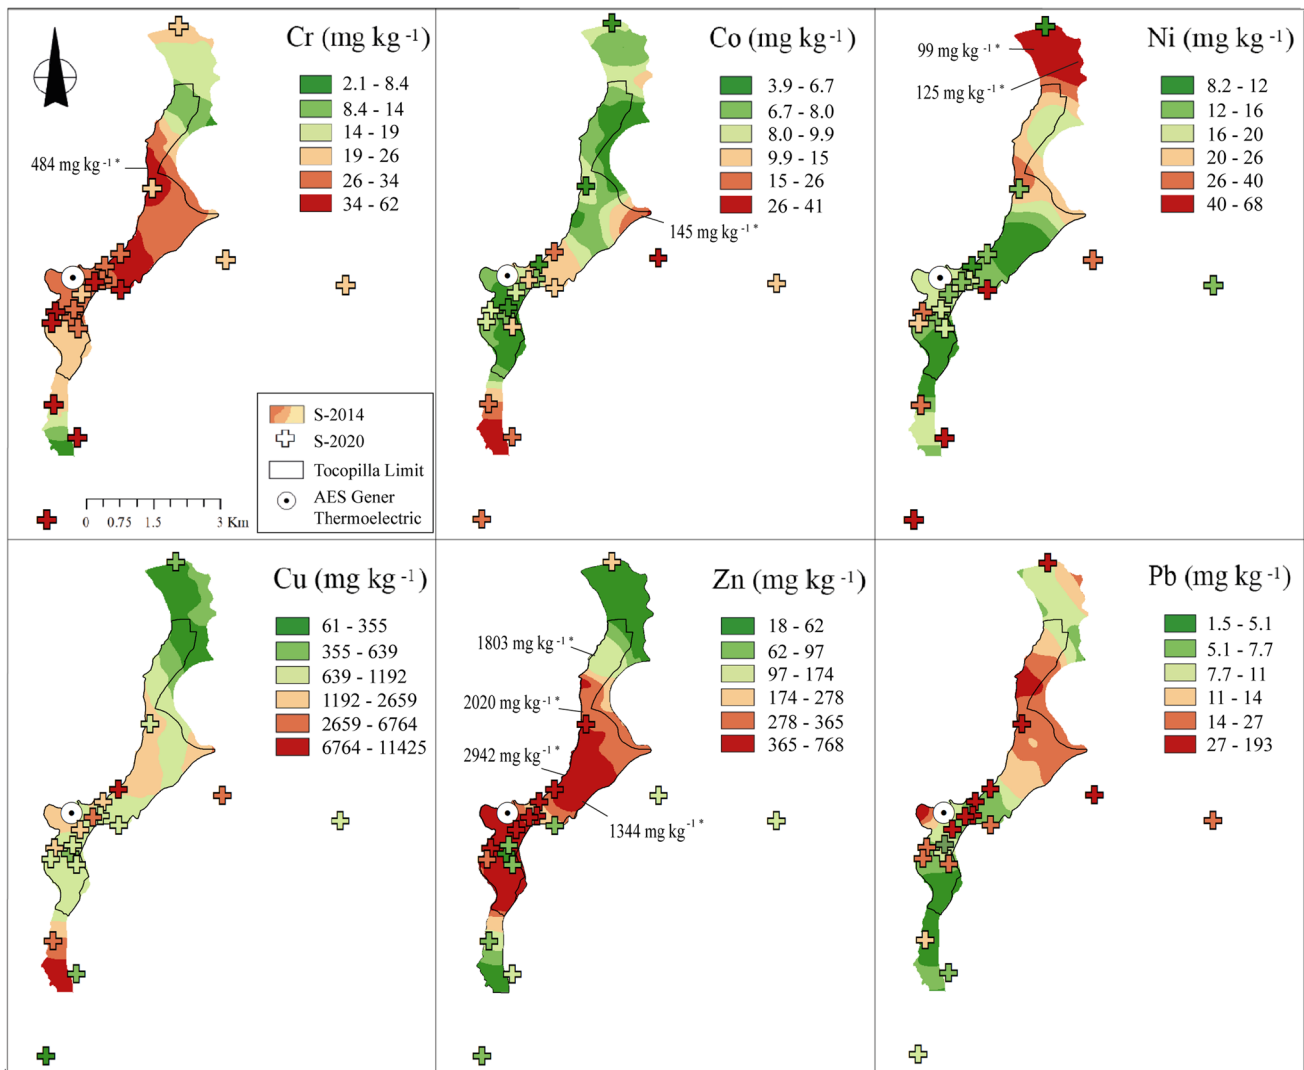 Cr (mg kg -1)
2.1 - 8.4
8.4 - 14
14 - 19
19 - 26
26 - 34
34 - 62
484 mg kg -1 *
S-2014
S-2020
Tocopilla Limit
AES Gener
Thermoelectric
0 0.75 1.5 3 Km
Co (mg kg -1)
3.9 - 6.7
6.7 - 8.0
8.0 - 9.9
9.9 - 15
15 - 26
26 - 41
145 mg kg -1 *
Ni (mg kg -1)
99 mg kg -1 *
125 mg kg -1 *
8.2 - 12
12 - 16
16 - 20
20 - 26
26 - 40
40 - 68
Cu (mg kg -1)
61 - 355
355 - 639
639 - 1192
1192 - 2659
2659 - 6764
6764 - 11425
Zn (mg kg -1)
18 - 62
62 - 97
97 - 174
174 - 278
278 - 365
365 - 768
1803 mg kg -1 *
2020 mg kg -1 *
2942 mg kg -1 *
1344 mg kg -1 *
Pb (mg kg -1)
1.5 - 5.1
5.1 - 7.7
7.7 - 11
11 - 14
14 - 27
27 - 193